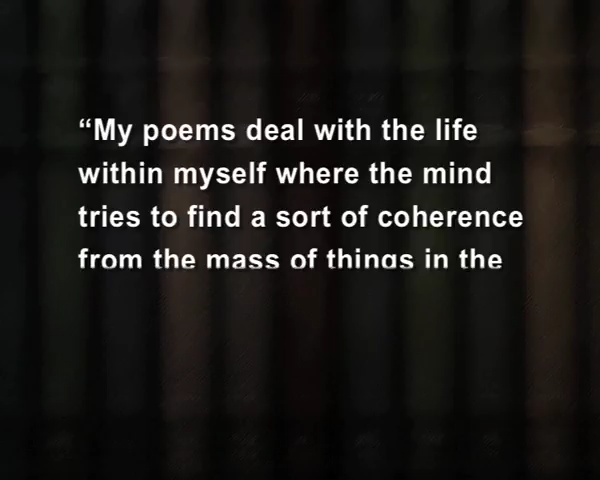 “My poems deal with the life
within myself where the mind
tries to find a sort of coherence
from the mass of things in the